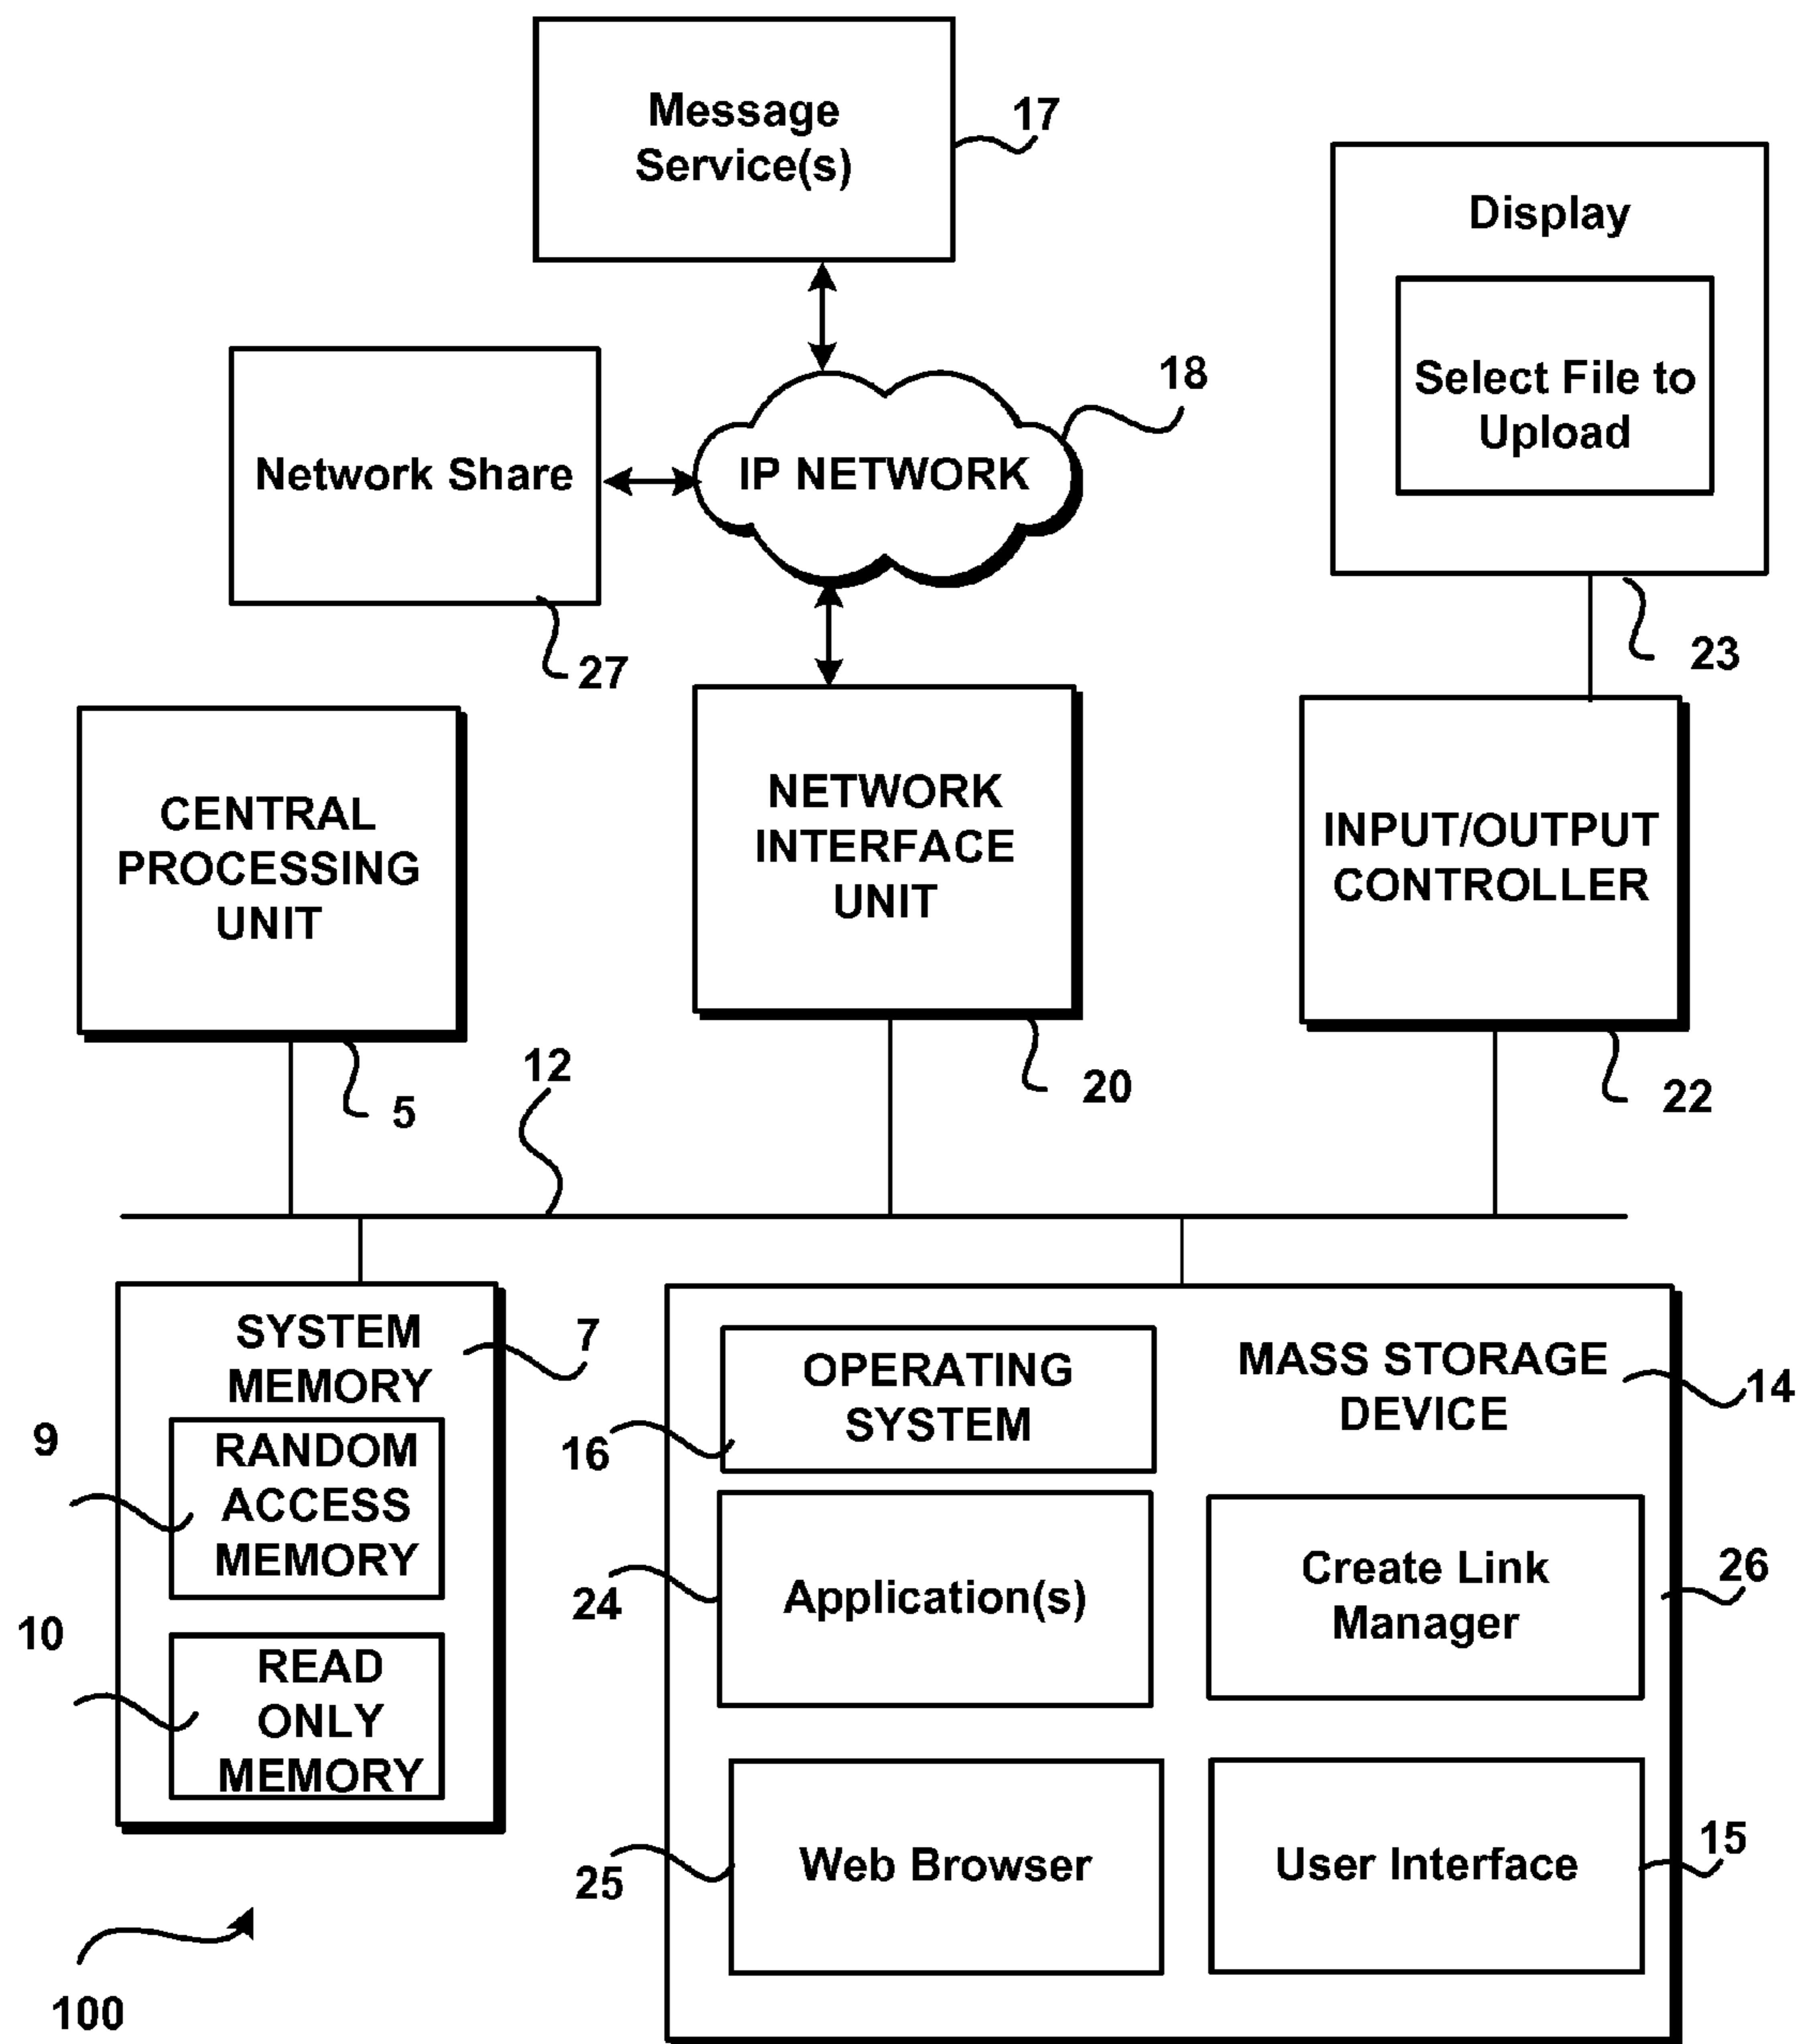 Message
Service(s)
17
Display
Select File to
Upload
23
18
IP NETWORK
Network Share
27
CENTRAL
PROCESSING
UNIT
5
NETWORK
INTERFACE
UNIT
20
INPUT/OUTPUT
CONTROLLER
22
12
SYSTEM
MEMORY
7
9
RANDOM
ACCESS
MEMORY
10
READ
ONLY
MEMORY
OPERATING
SYSTEM
16
MASS STORAGE
DEVICE
14
24
Application(s)
Create Link
Manager
26
25
Web Browser
User Interface
15
100